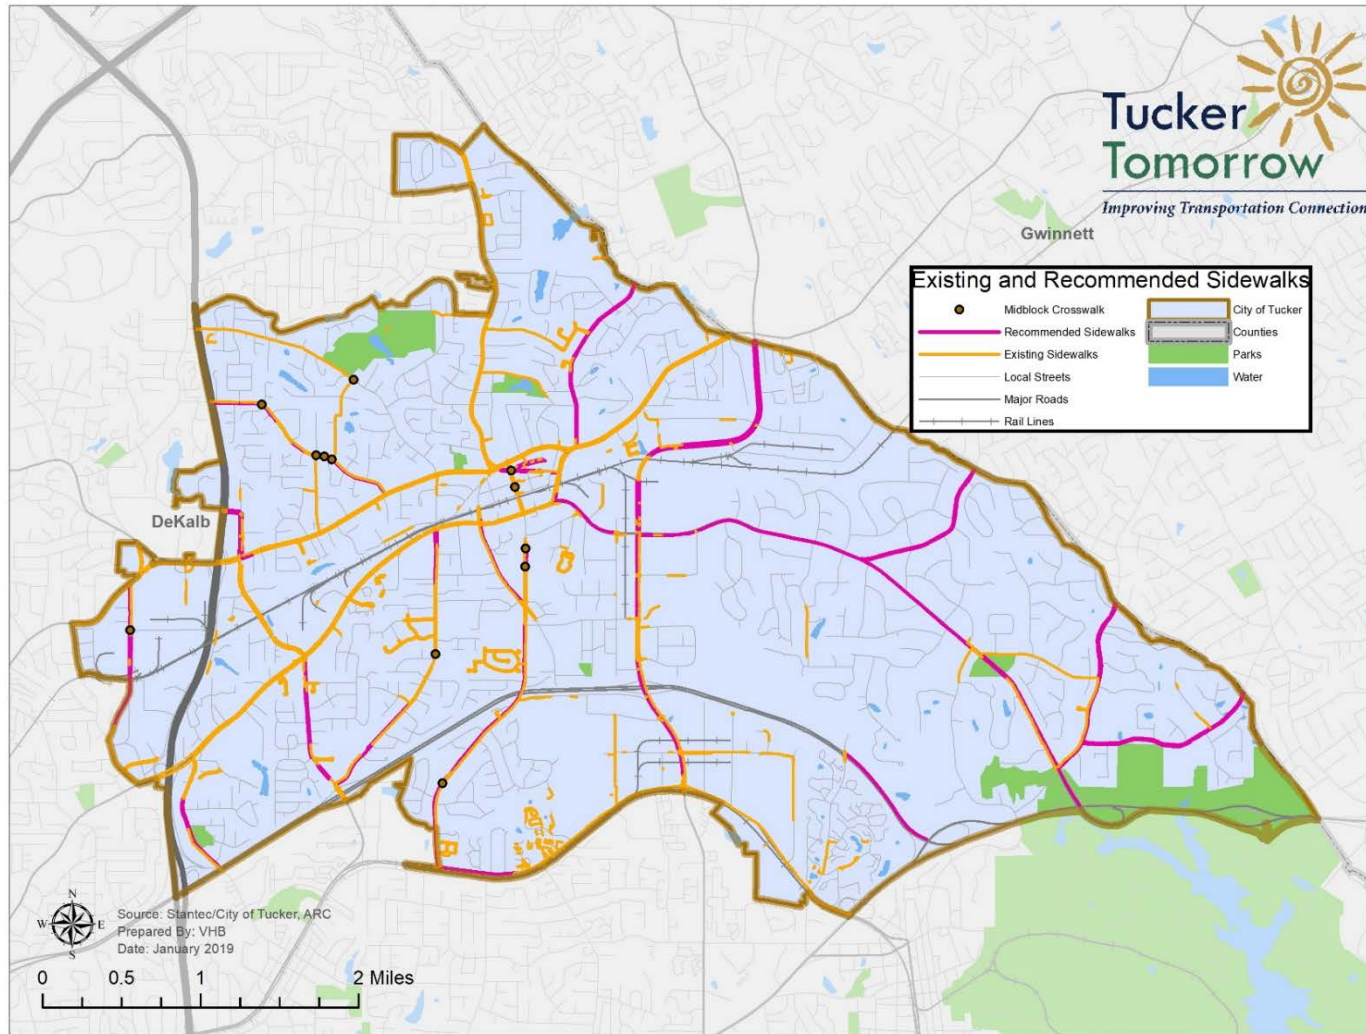 Tucker
Tomorrow
Improving Transportation Connection
Gwinnett
Existing and Recommended Sidewalks
Midblock Crosswalk
City of Tucker
Recommended Sidewalks
Counties
Existing Sidewalks
Parks
Local Streets
Water
Major Roads
Rail Lines
DeKalb
N
W
E
S
Source: Stantec/City of Tucker, ARC
Prepared By: VHB
Date: January 2019
0 0.5 1 2 Miles